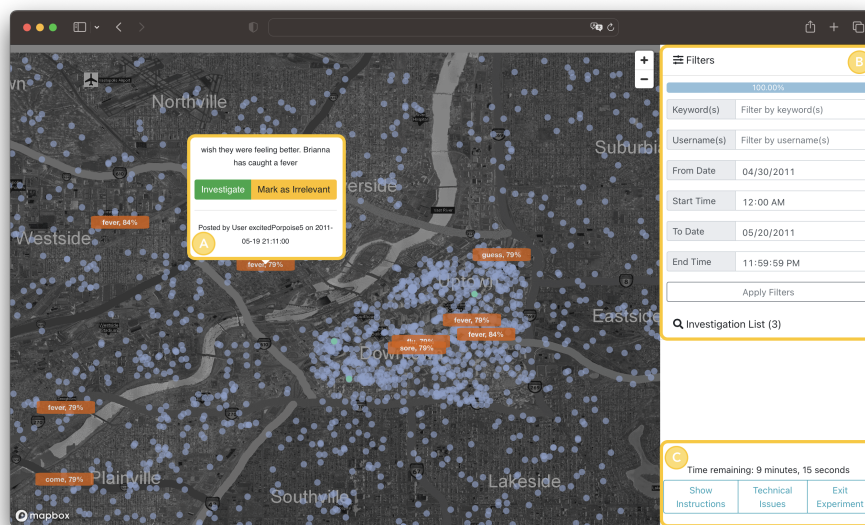 B
Filters
100.00%
Keyword(s) Filter by keyword(s)
Username(s) Filter by username(s)
From Date 04/30/2011
Start Time 12:00 AM
To Date 05/20/2011
End Time 11:59:59 PM
Apply Filters
Investigation List (3)
C
Time remaining: 9 minutes, 15 seconds
Show Instructions
Technical Issues
Exit Experiment
+
−
Northville
Suburbia
wish they were feeling better. Brianna
has caught a fever
Investigate Mark as Irrelevant
Posted by User excitedPorpoise5 on 2011-
05-19 21:11:00
A
erside
fever, 84%
Westside
guess, 79%
fever, 79%
Uptown
Eastside
fever, 79%
fever, 84%
sore, 79%
Dow
fever, 79%
come, 79%
Plainville
Southville
Lakeside
mapbox